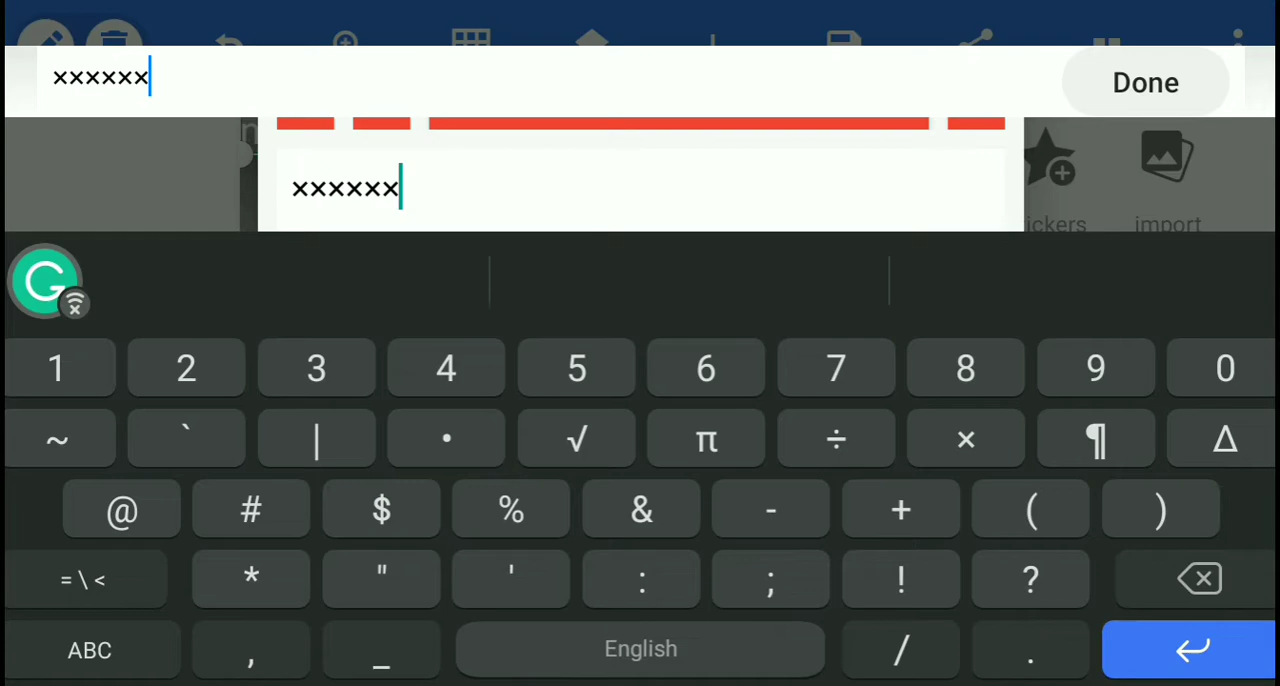 ××××××
Done
××××××
ickers
import
1 2 3 4 5 6 7 8 9 0
~ ` | • √ π ÷ × ¶ Δ
@ # $ % & - + ( )
= \ < * " ' : ; ! ?
ABC , _ English / .